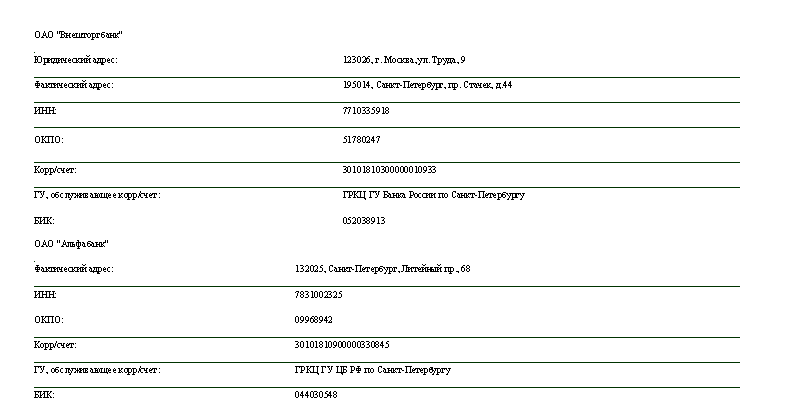 ОАО "Внешторгбанк"
Юридический адрес: 123026, г. Москва, ул. Труда, 9
Фактический адрес: 195014, Санкт-Петербург, пр. Стачек, д.44
ИНН: 7710335918
ОКПО: 51780247
Корр/счет: 30101810300000010933
ГУ, обслуживающее корр/счет: ГРКЦ ГУ Банка России по Санкт-Петербургу
БИК: 052038913
ОАО "Альфабанк"
Фактический адрес: 132025, Санкт-Петербург, Литейный пр., 68
ИНН: 7831002325
ОКПО: 09968942
Корр/счет: 30101810900000330845
ГУ, обслуживающее корр/счет: ГРКЦ ГУ ЦБ РФ по Санкт-Петербургу
БИК: 044030548